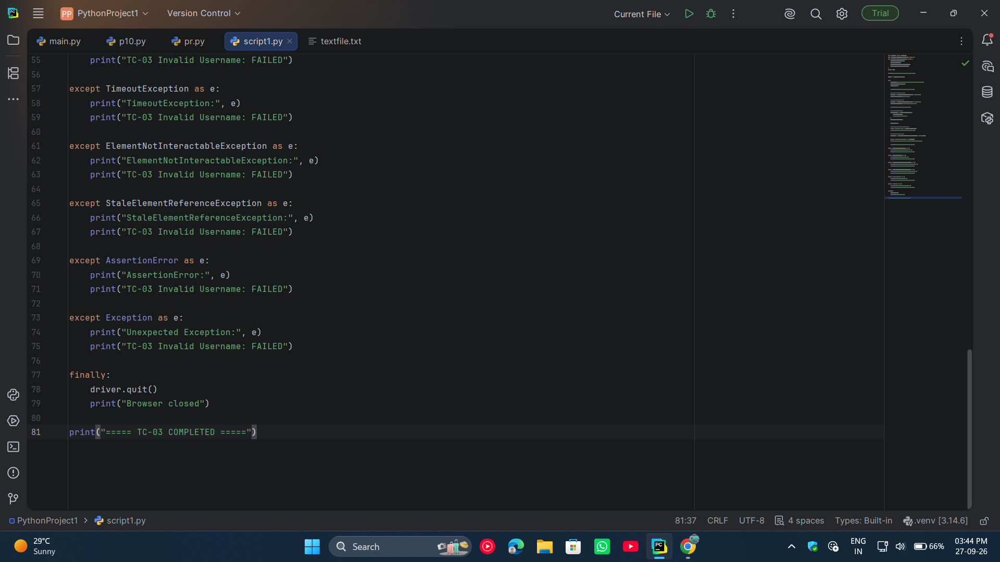 PP PythonProject1 Version Control Current File Trial
main.py p10.py pr.py script1.py textfile.txt
55 print("TC-03 Invalid Username: FAILED")
56
57 except TimeoutException as e:
58 print("TimeoutException:", e)
59 print("TC-03 Invalid Username: FAILED")
60
61 except ElementNotInteractableException as e:
62 print("ElementNotInteractableException:", e)
63 print("TC-03 Invalid Username: FAILED")
64
65 except StaleElementReferenceException as e:
66 print("StaleElementReferenceException:", e)
67 print("TC-03 Invalid Username: FAILED")
68
69 except AssertionError as e:
70 print("AssertionError:", e)
71 print("TC-03 Invalid Username: FAILED")
72
73 except Exception as e:
74 print("Unexpected Exception:", e)
75 print("TC-03 Invalid Username: FAILED")
76
77 finally:
78 driver.quit()
79 print("Browser closed")
80
81 print("===== TC-03 COMPLETED =====")
PythonProject1 > script1.py 81:37 CRLF UTF-8 4 spaces Types: Built-in .venv [3.14.6]
29°C
Sunny
Search
PC
ENG
IN
66%
03:44 PM
27-09-26